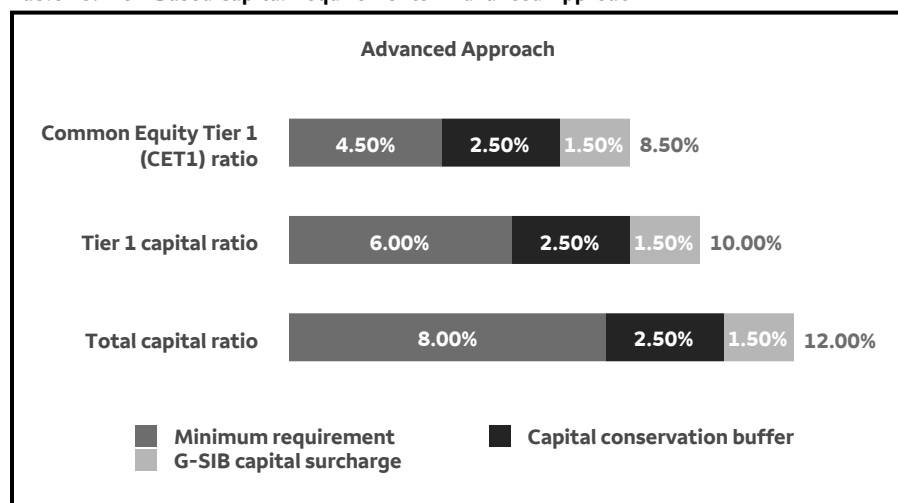 Advanced Approach
Common Equity Tier 1
(CET1) ratio
4.50% 2.50% 1.50% 8.50%
Tier 1 capital ratio 6.00% 2.50% 1.50% 10.00%
Total capital ratio 8.00% 2.50% 1.50% 12.00%
Minimum requirement Capital conservation buffer
G-SIB capital surcharge